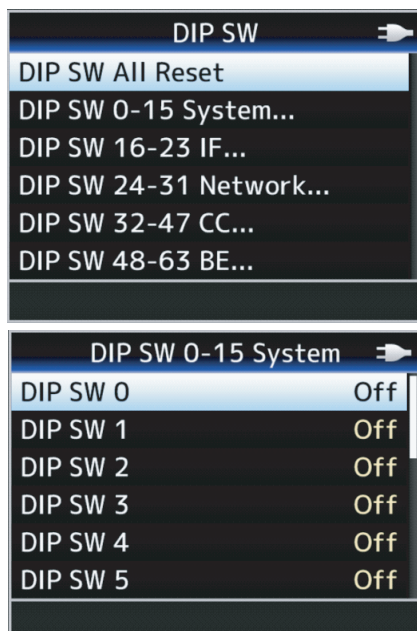 DIP SW
DIP SW All Reset
DIP SW 0-15 System...
DIP SW 16-23 IF...
DIP SW 24-31 Network...
DIP SW 32-47 CC...
DIP SW 48-63 BE...
DIP SW 0-15 System
DIP SW 0 Off
DIP SW 1 Off
DIP SW 2 Off
DIP SW 3 Off
DIP SW 4 Off
DIP SW 5 Off